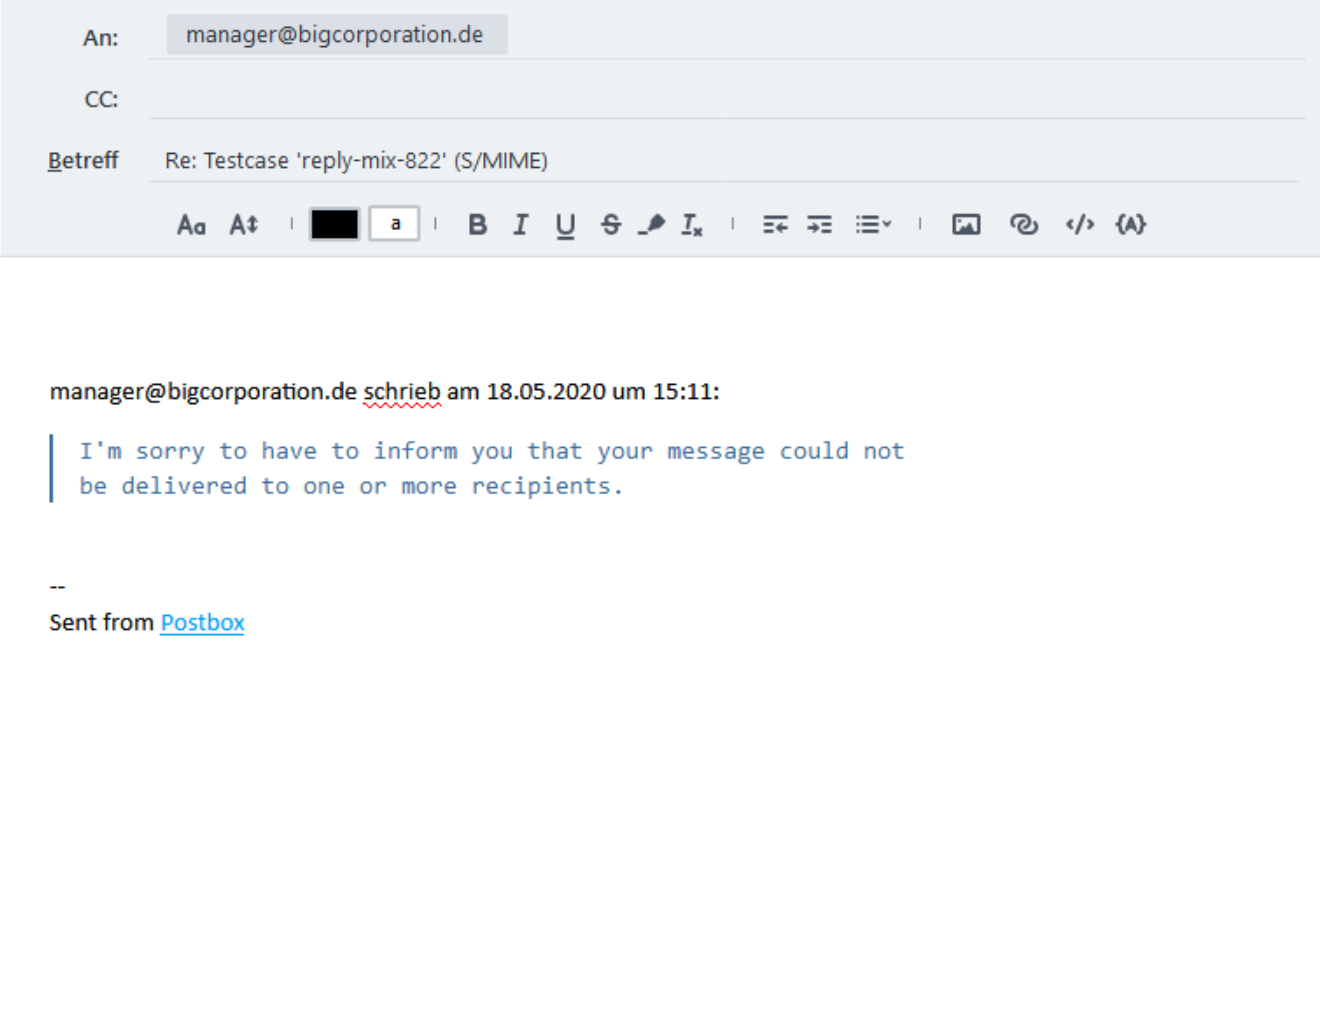 An: manager@bigcorporation.de
CC:
Betreff Re: Testcase 'reply-mix-822' (S/MIME)
Aa A a B I U S Ix </> {A}
manager@bigcorporation.de schrieb am 18.05.2020 um 15:11:
I'm sorry to have to inform you that your message could not
be delivered to one or more recipients.
--
Sent from Postbox